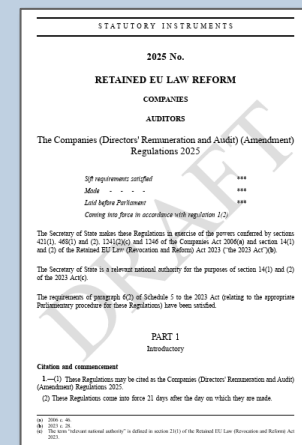 STATUTORY INSTRUMENTS
2025 No.
RETAINED EU LAW REFORM
COMPANIES
AUDITORS
The Companies (Directors' Remuneration and Audit) (Amendment)
Regulations 2025
Sift requirements satisfied ***
Made - - - - ***
Laid before Parliament ***
Coming into force in accordance with regulation 1(2)
The Secretary of State makes these Regulations in exercise of the powers conferred by sections
421(1), 468(1) and (2), 1241(2)(c) and 1246 of the Companies Act 2006(a) and section 14(1)
and (2) of the Retained EU Law (Revocation and Reform) Act 2023 ("the 2023 Act")(b).
The Secretary of State is a relevant national authority for the purposes of section 14(1) and (2)
of the 2023 Act(c).
The requirements of paragraph 6(2) of Schedule 5 to the 2023 Act (relating to the appropriate
Parliamentary procedure for these Regulations) have been satisfied.
PART 1
Introductory
Citation and commencement
1.—(1) These Regulations may be cited as the Companies (Directors' Remuneration and Audit)
(Amendment) Regulations 2025.
(2) These Regulations come into force 21 days after the day on which they are made.
(a) 2006 c. 46.
(b) 2023 c. 28.
(c) The term "relevant national authority" is defined in section 21(1) of the Retained EU Law (Revocation and Reform) Act
2023.
DRAFT